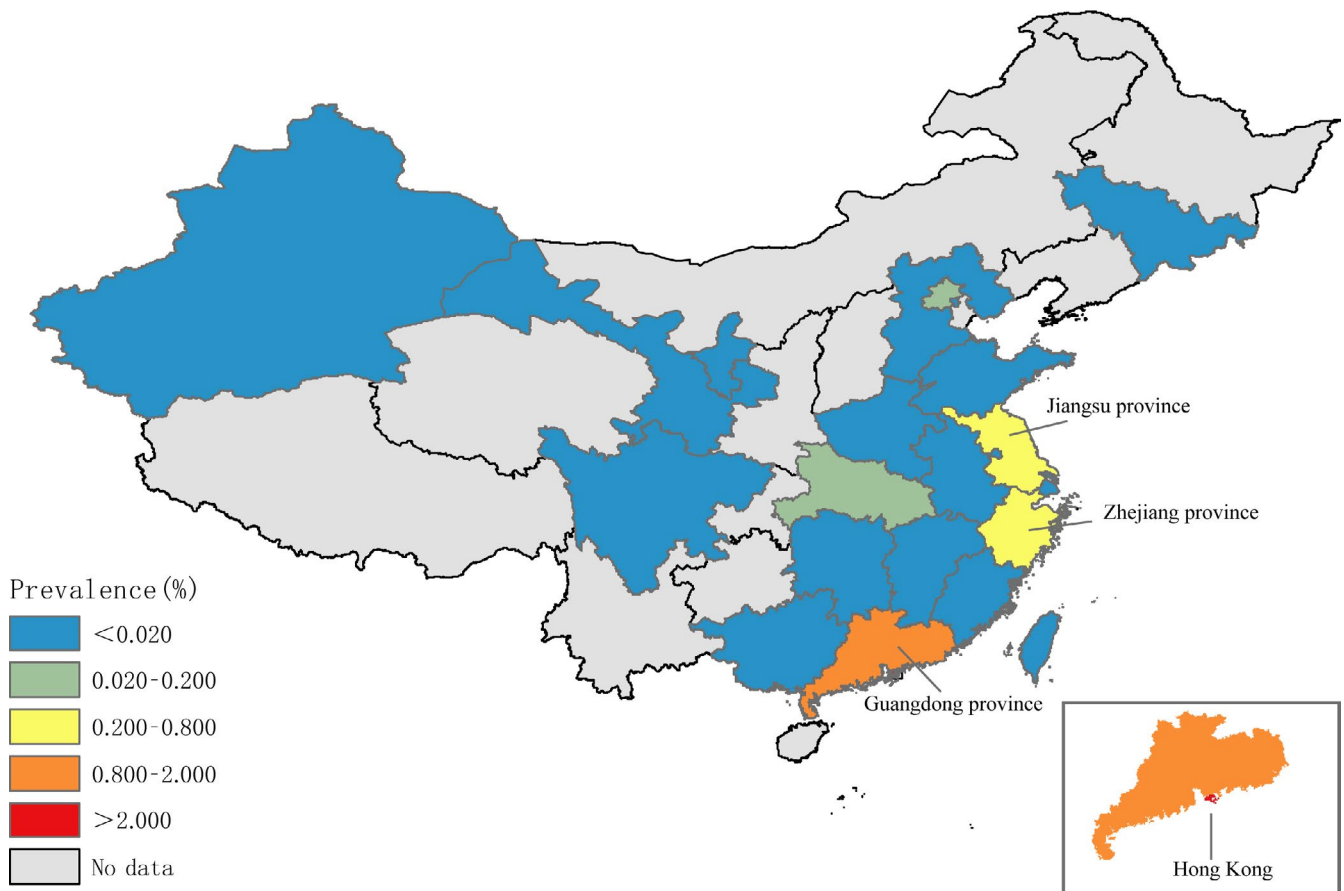 Jiangsu province
Zhejiang province
Guangdong province
Prevalence(%)
<0.020
0.020-0.200
0.200-0.800
0.800-2.000
>2.000
No data
Hong Kong